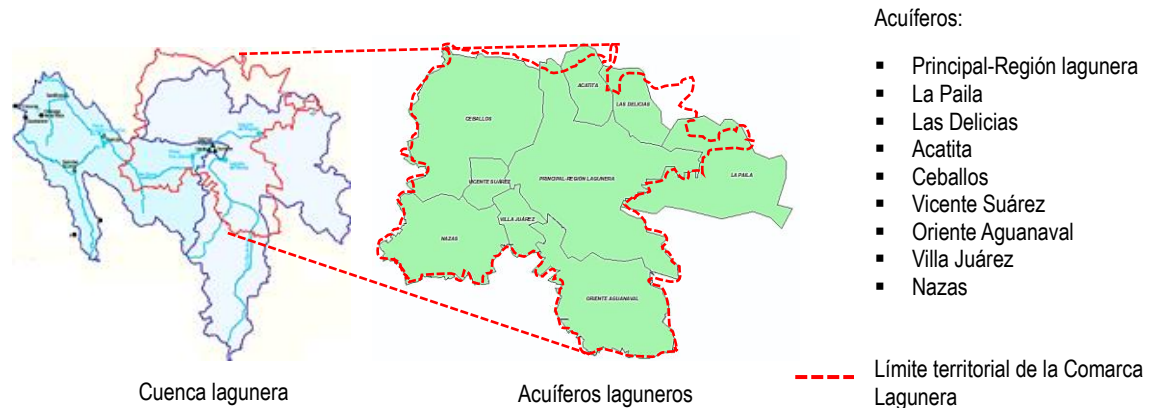 Acuíferos:
▪ Principal-Región lagunera
▪ La Paila
▪ Las Delicias
▪ Acatita
▪ Ceballos
▪ Vicente Suárez
▪ Oriente Aguanaval
▪ Villa Juárez
▪ Nazas
ACATITA
LAS DELICIAS
CEBALLOS
LA PAILA
VICENTE SUÁREZ
PRINCIPAL-REGIÓN LAGUNERA
VILLA JUÁREZ
NAZAS
ORIENTE AGUANAVAL
Límite territorial de la Comarca
Lagunera
Cuenca lagunera
Acuíferos laguneros